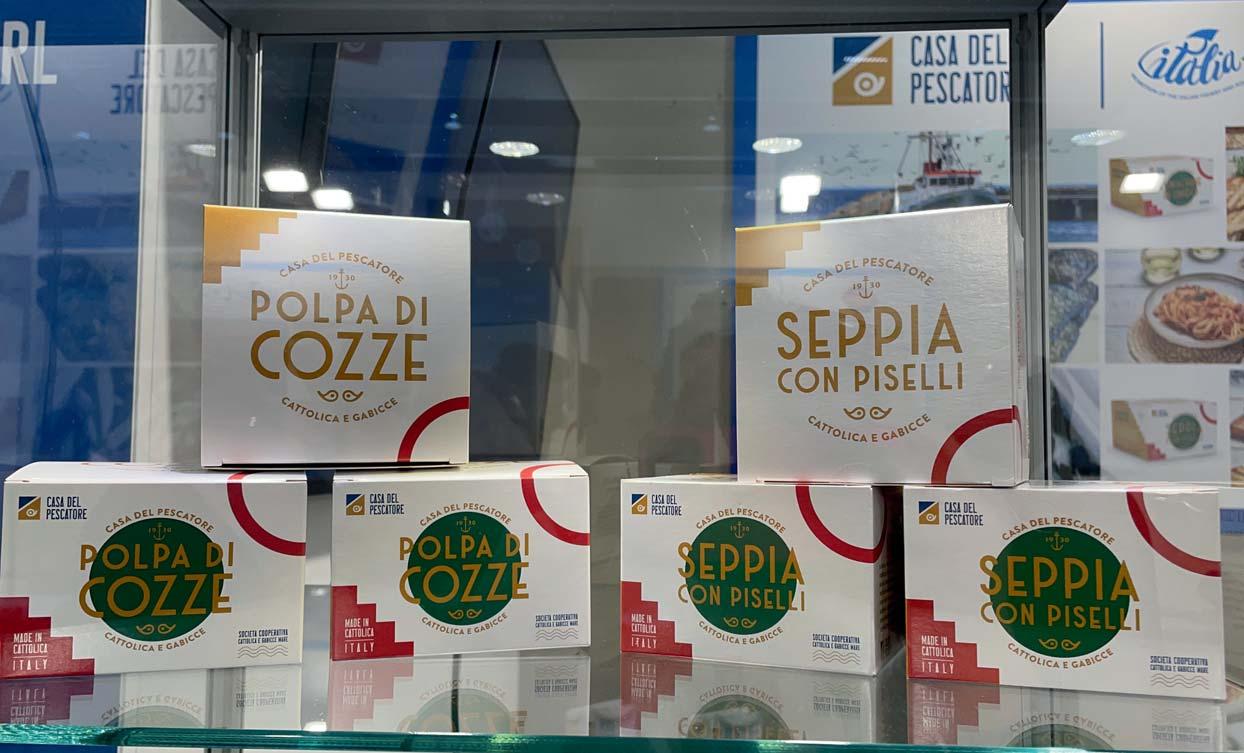 RL
CASA DEL
PESCATORE
CASA DEL
PESCATOR
italia
CASA DEL PESCATORE
1930
POLPA DI
COZZE
CATTOLICA E GABICCE
CASA DEL PESCATORE
1930
SEPPIA
CON PISELLI
CATTOLICA E GABICCE
CASA DEL
PESCATORE
CASA DEL PESCATORE
1930
POLPA DI
COZZE
CATTOLICA E GABICCE
MADE IN
CATTOLICA
ITALY
SOCIETÀ COOPERATIVA
CATTOLICA E GABICCE MARE
CASA DEL
PESCATORE
CASA DEL PESCATORE
1930
POLPA DI
COZZE
CATTOLICA E GABICCE
MADE IN
CATTOLICA
ITALY
SOCIETÀ COOPERATIVA
CATTOLICA E GABICCE MARE
CASA DEL
PESCATORE
CASA DEL PESCATORE
1930
SEPPIA
CON PISELLI
CATTOLICA E GABICCE
MADE IN
CATTOLICA
ITALY
SOCIETÀ COOPERATIVA
CATTOLICA E GABICCE MARE
CASA DEL
PESCATORE
CASA DEL PESCATORE
1930
SEPPIA
CON PISELLI
CATTOLICA E GABICCE
MADE IN
CATTOLICA
ITALY
SOCIETÀ COOPERATIVA
CATTOLICA E GABICCE MARE